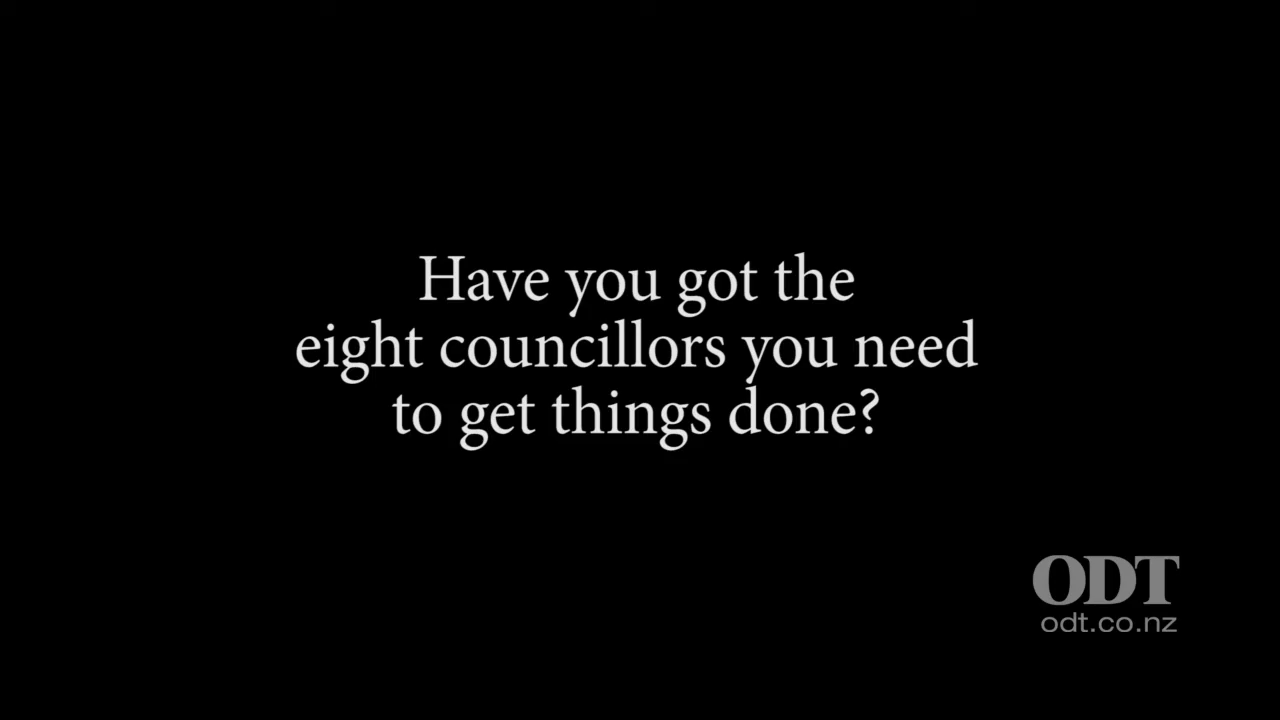 Have you got the
eight councillors you need
to get things done?
ODT
odt.co.nz